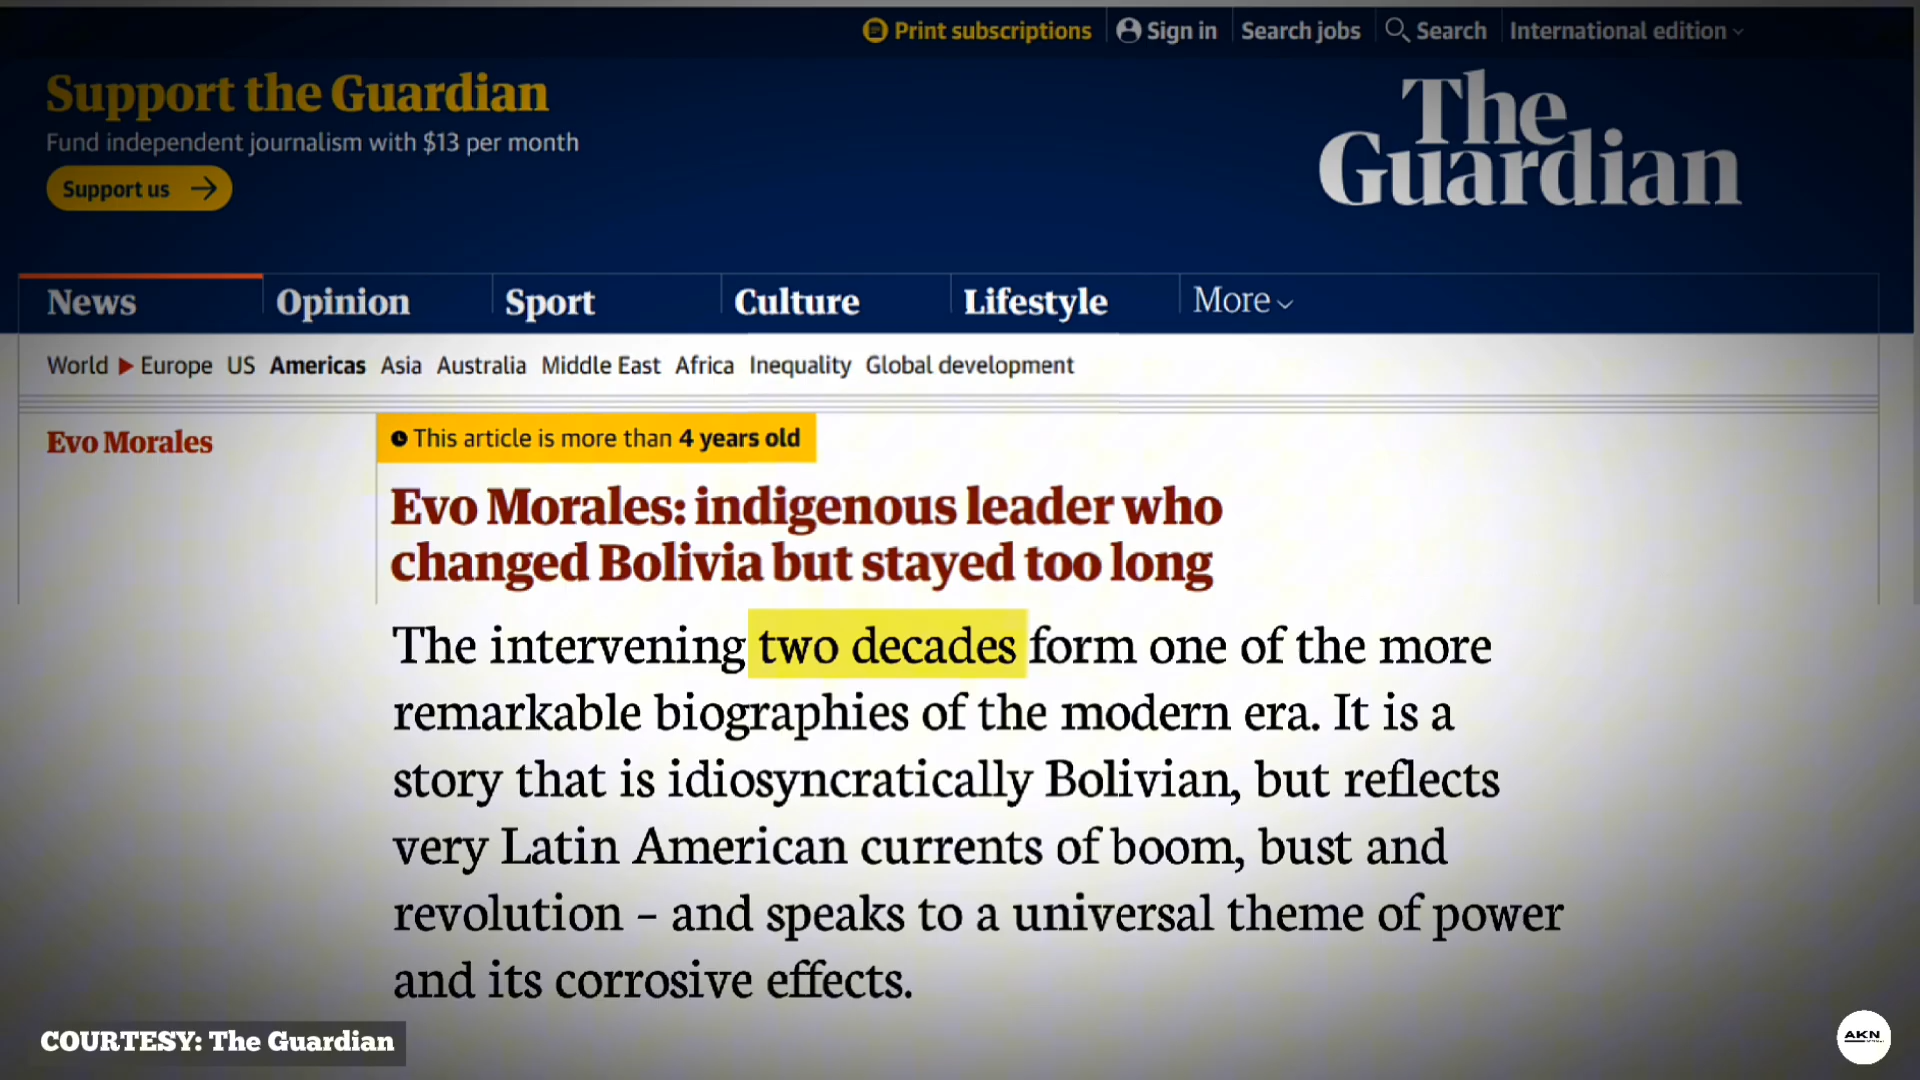 Print subscriptions
Sign in
Search jobs
Search
International edition
Support the Guardian
Fund independent journalism with $13 per month
Support us
The
Guardian
News
Opinion
Sport
Culture
Lifestyle
More
World Europe US Americas Asia Australia Middle East Africa Inequality Global development
Evo Morales
This article is more than 4 years old
Evo Morales: indigenous leader who
changed Bolivia but stayed too long
The intervening two decades form one of the more
remarkable biographies of the modern era. It is a
story that is idiosyncratically Bolivian, but reflects
very Latin American currents of boom, bust and
revolution – and speaks to a universal theme of power
and its corrosive effects.
COURTESY: The Guardian
AKN